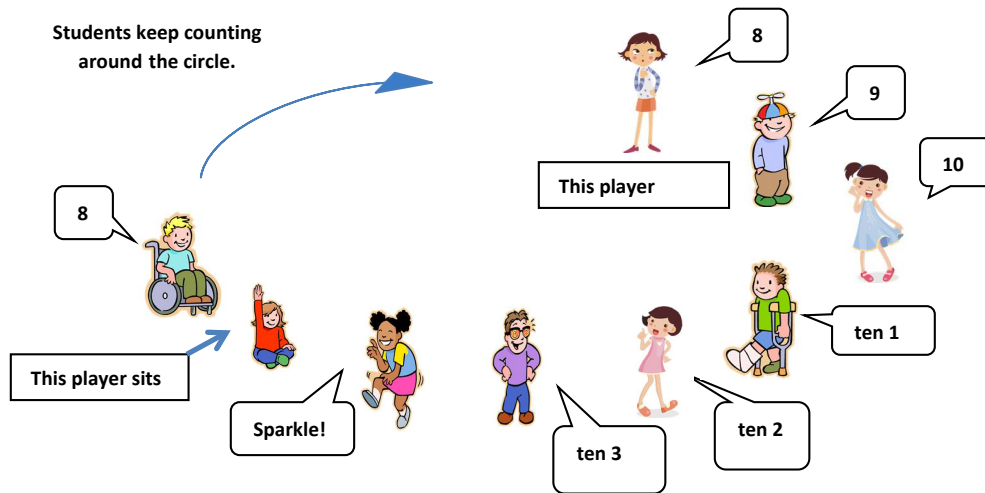 Students keep counting
around the circle.
8
9
This player
10
8
ten 1
This player sits
Sparkle!
ten 3
ten 2